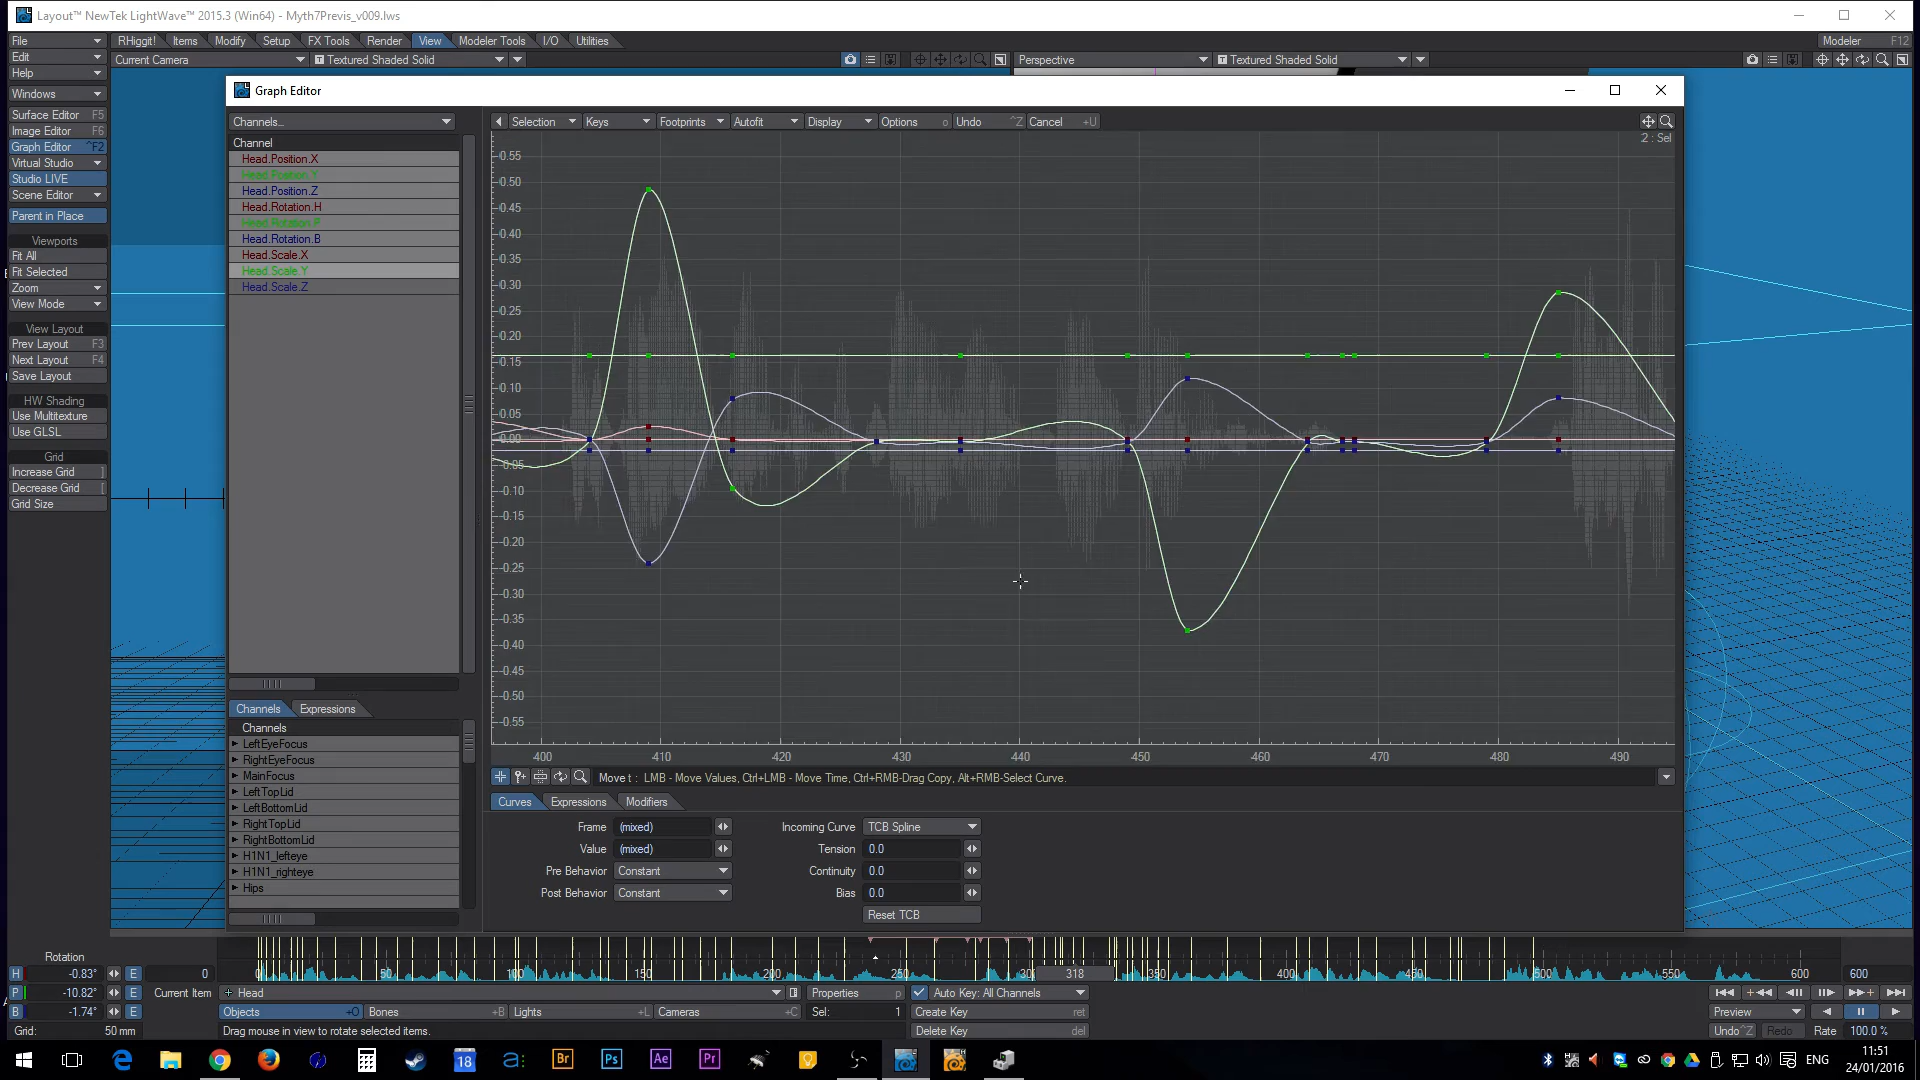 Layout™ NewTek LightWave™ 2015.3 (Win64) - Myth7Previs_v009.lws
File RHiggit! Items Modify Setup FX Tools Render View Modeler Tools I/O Utilities Modeler F12
Edit Current Camera Textured Shaded Solid Perspective Textured Shaded Solid
Help
Windows
Graph Editor
Surface Editor F5
Image Editor F6
Graph Editor ^F2
Virtual Studio
Studio LIVE
Scene Editor
Parent in Place
Viewports
Fit All
Fit Selected
Zoom
View Mode
View Layout
Prev Layout F3
Next Layout F4
Save Layout
HW Shading
Use Multitexture
Use GLSL
Grid
Increase Grid ]
Decrease Grid [
Grid Size
Channels... Selection Keys Footprints Autofit Display Options o Undo ^Z Cancel +U
2 : Sel
Channel
Head.Position.X
Head.Position.Y
Head.Position.Z
Head.Rotation.H
Head.Rotation.P
Head.Rotation.B
Head.Scale.X
Head.Scale.Y
Head.Scale.Z
0.55
0.50
0.45
0.40
0.35
0.30
0.25
0.20
0.15
0.10
0.05
0.00
-0.05
-0.10
-0.15
-0.20
-0.25
-0.30
-0.35
-0.40
-0.45
-0.50
-0.55
400 410 420 430 440 450 460 470 480 490
Channels Expressions
Channels
LeftEyeFocus
RightEyeFocus
MainFocus
LeftTopLid
LeftBottomLid
RightTopLid
RightBottomLid
H1N1_lefteye
H1N1_righteye
Hips
Move t : LMB - Move Values, Ctrl+LMB - Move Time, Ctrl+RMB-Drag Copy, Alt+RMB-Select Curve.
Curves Expressions Modifiers
Frame (mixed) Incoming Curve TCB Spline
Value (mixed) Tension 0.0
Pre Behavior Constant Continuity 0.0
Post Behavior Constant Bias 0.0
Reset TCB
Rotation
H -0.83° E 0 0 50 100 150 200 250 300 318 350 400 450 500 550 600 600
P -10.82° E Current Item Head Properties p Auto Key: All Channels
B -1.74° E Objects +O Bones +B Lights +L Cameras +C Sel: 1 Create Key ret Preview
Grid: 50 mm Drag mouse in view to rotate selected items. Delete Key del Undo^Z Redo Rate 100.0 %
18 a: Br Ps Ae Pr ENG 11:51
24/01/2016